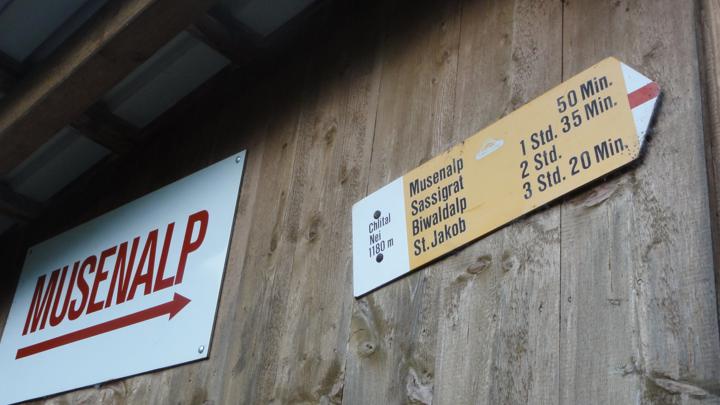 MUSENALP
Chlital
Nei
1180 m
Musenalp 50 Min.
Sassigrat 1 Std. 35 Min.
Biwaldalp 2 Std.
St. Jakob 3 Std. 20 Min.